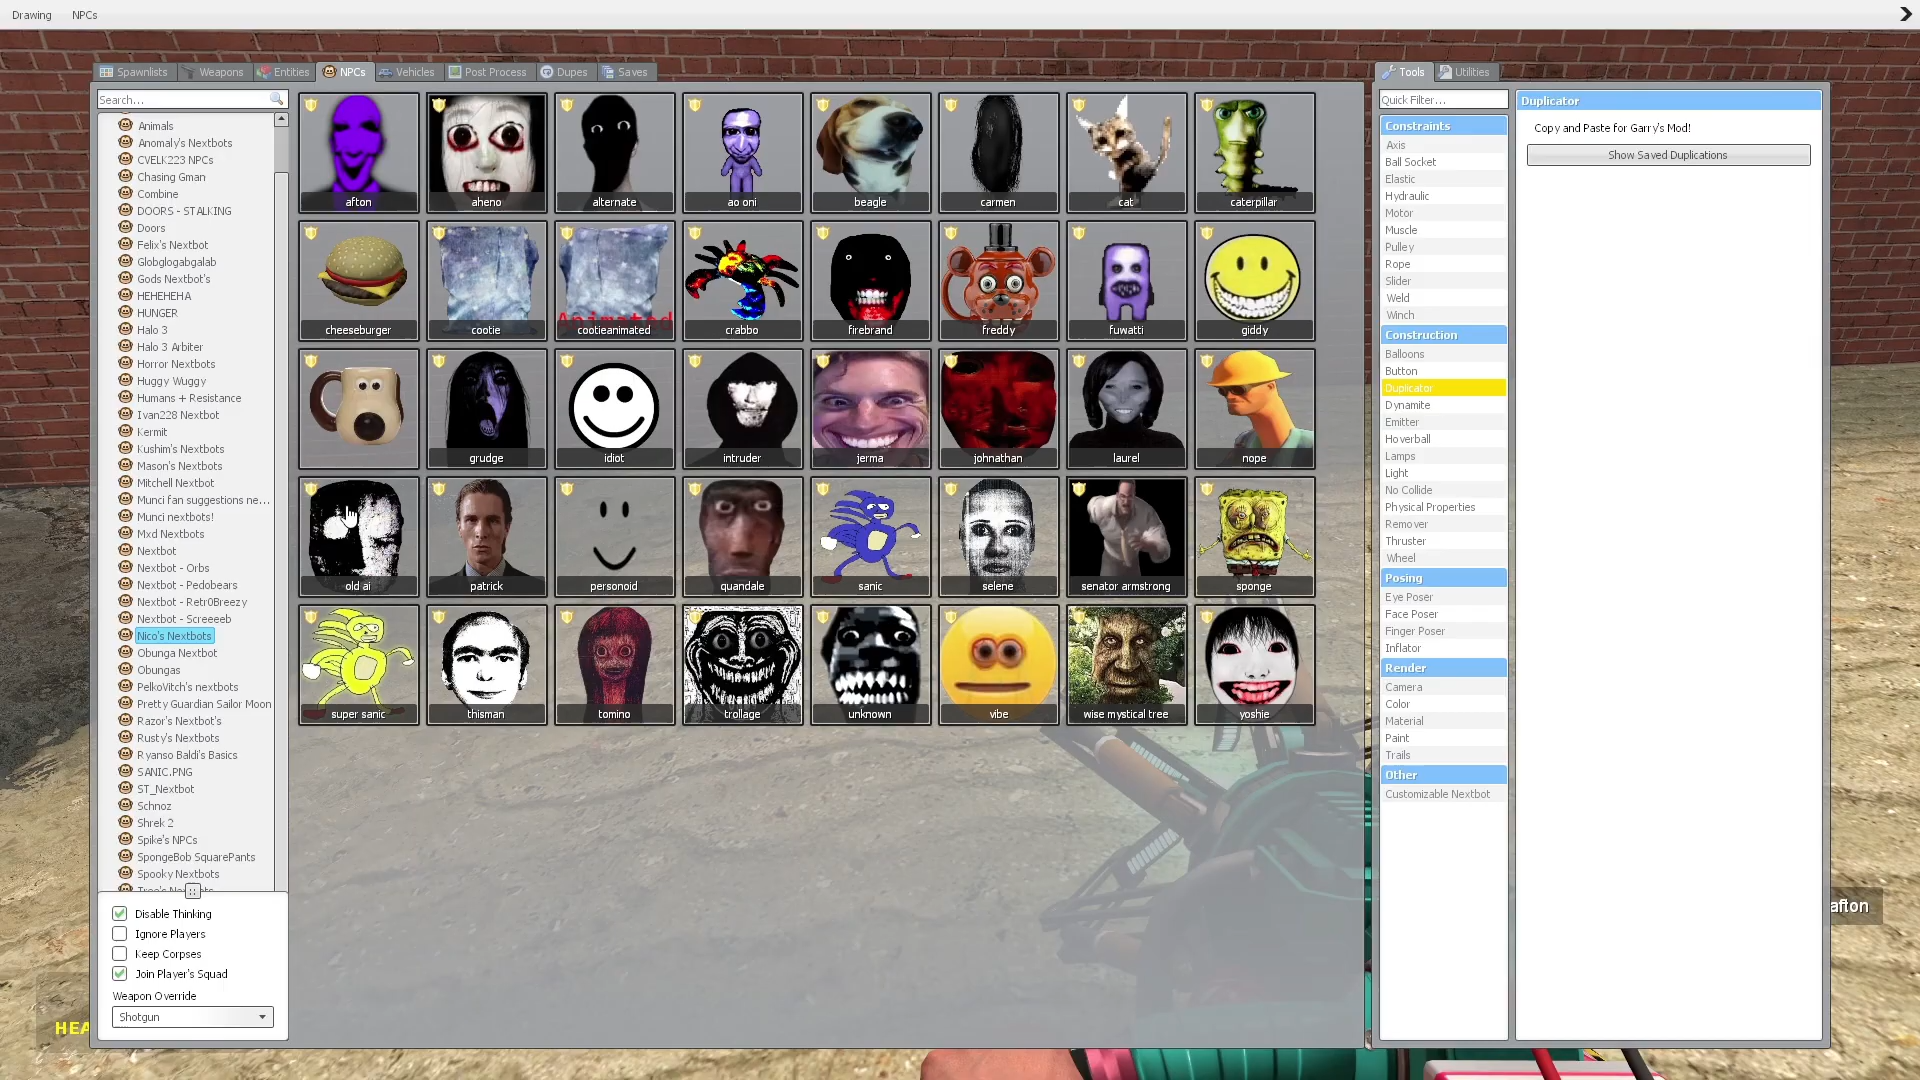 Drawing NPCs
Spawnlists Weapons Entities NPCs Vehicles Post Process Dupes Saves
Tools Utilities
Search...
Animals
Anomaly's Nextbots
CVELK223 NPCs
Chasing Gman
Combine
DOORS - STALKING
Doors
Felix's Nextbot
Globglogabgalab
Gods Nextbot's
HEHEHEHA
HUNGER
Halo 3
Halo 3 Arbiter
Horror Nextbots
Huggy Wuggy
Humans + Resistance
Ivan228 Nextbot
Kermit
Kushim's Nextbots
Mason's Nextbots
Mitchell Nextbot
Munci fan suggestions ne...
Munci nextbots!
Mxd Nextbots
Nextbot
Nextbot - Orbs
Nextbot - Pedobears
Nextbot - Retr0Breezy
Nextbot - Screeeeb
Nico's Nextbots
Obunga Nextbot
Obungas
PelkoVitch's nextbots
Pretty Guardian Sailor Moon
Razor's Nextbot's
Rusty's Nextbots
Ryanso Baldi's Basics
SANIC.PNG
ST_Nextbot
Schnoz
Shrek 2
Spike's NPCs
SpongeBob SquarePants
Spooky Nextbots
Disable Thinking
Ignore Players
Keep Corpses
Join Player's Squad
Weapon Override
Shotgun
HEA
afton aheno alternate ao oni beagle carmen cat caterpillar
Animated
cheeseburger cootie cootieanimated crabbo firebrand freddy fuwatti giddy
grudge idiot intruder jerma johnathan laurel nope
old ai patrick personoid quandale sanic selene senator armstrong sponge
super sanic thisman tomino trollage unknown vibe wise mystical tree yoshie
Quick Filter...
Constraints
Axis
Ball Socket
Elastic
Hydraulic
Motor
Muscle
Pulley
Rope
Slider
Weld
Winch
Construction
Balloons
Button
Duplicator
Dynamite
Emitter
Hoverball
Lamps
Light
No Collide
Physical Properties
Remover
Thruster
Wheel
Posing
Eye Poser
Face Poser
Finger Poser
Inflator
Render
Camera
Color
Material
Paint
Trails
Other
Customizable Nextbot
Duplicator
Copy and Paste for Garry's Mod!
Show Saved Duplications
afton